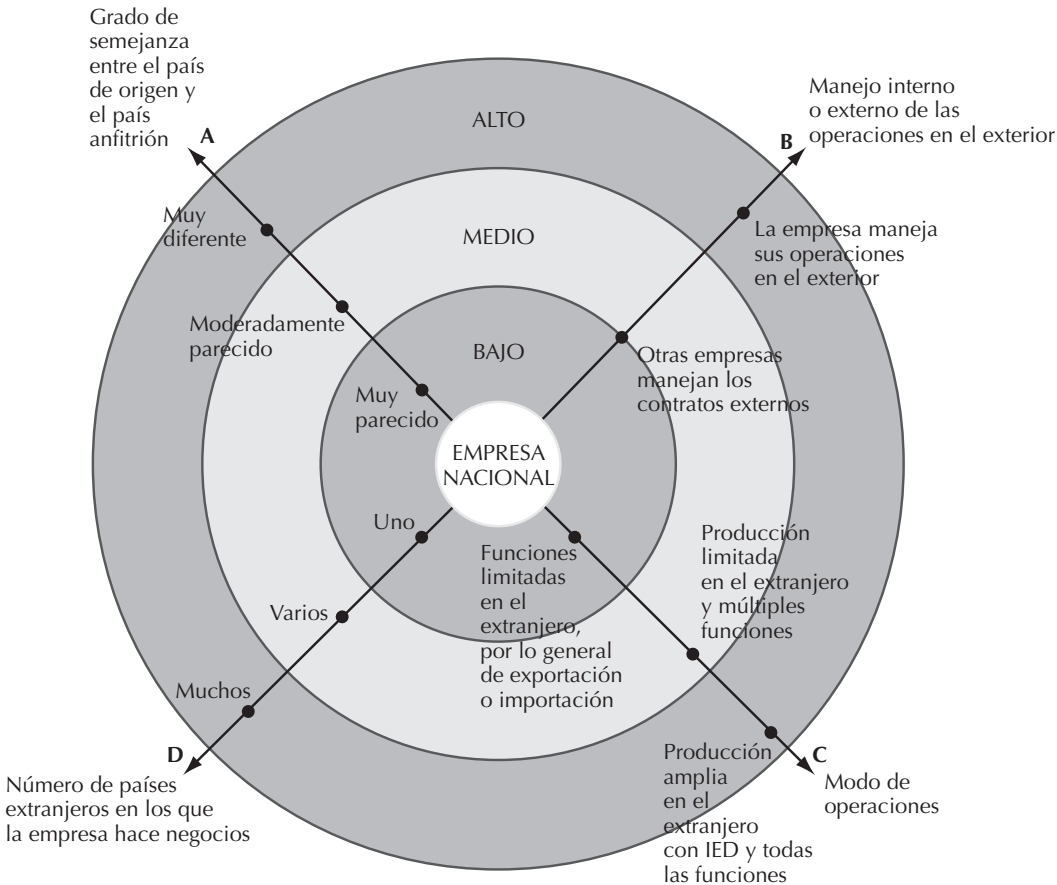 Grado de
semejanza
entre el país
de origen y
el país
anfitrión
A
Manejo interno
o externo de las
operaciones en el exterior
B
ALTO
MEDIO
BAJO
EMPRESA
NACIONAL
Muy
diferente
Moderadamente
parecido
Muy
parecido
La empresa maneja
sus operaciones
en el exterior
Otras empresas
manejan los
contratos externos
Uno
Varios
Muchos
D
Número de países
extranjeros en los que
la empresa hace negocios
Funciones
limitadas
en el
extranjero,
por lo general
de exportación
o importación
Producción
limitada
en el extranjero
y múltiples
funciones
Producción
amplia
en el
extranjero
con IED y todas
las funciones
C
Modo de
operaciones